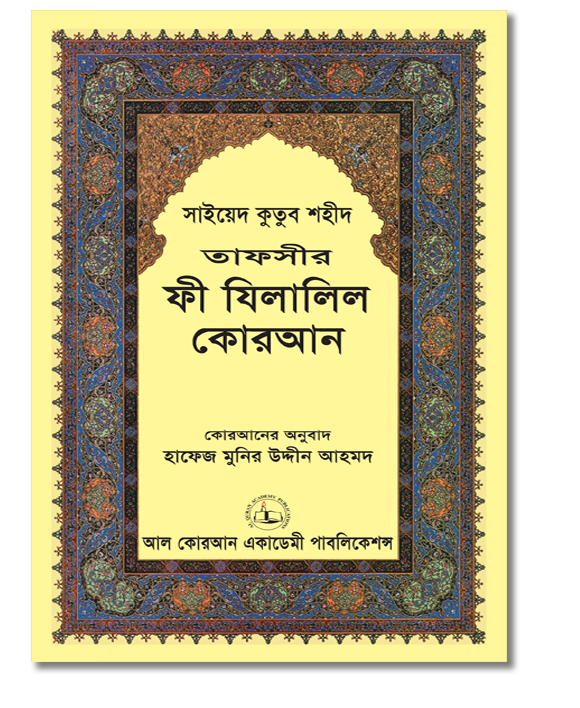 সাইয়েদ কুতুব শহীদ
তাফসীর
ফী যিলালিল
কোরআন
কোরআনের অনুবাদ
হাফেজ মুনির উদ্দীন আহমদ
AL QURAN ACADEMY PUBLICATIONS
আল কোরআন একাডেমী পাবলিকেশন্স